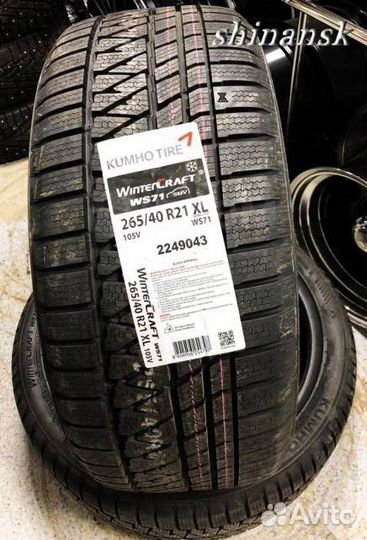 shinansk
KUMHO TIRE
WINTERCRAFT
WS71 SUV
265/40 R21 XL
105V WS71
2249043
WINTERCRAFT WS71
265/40 R21 XL 105V
KUMHO
Avito